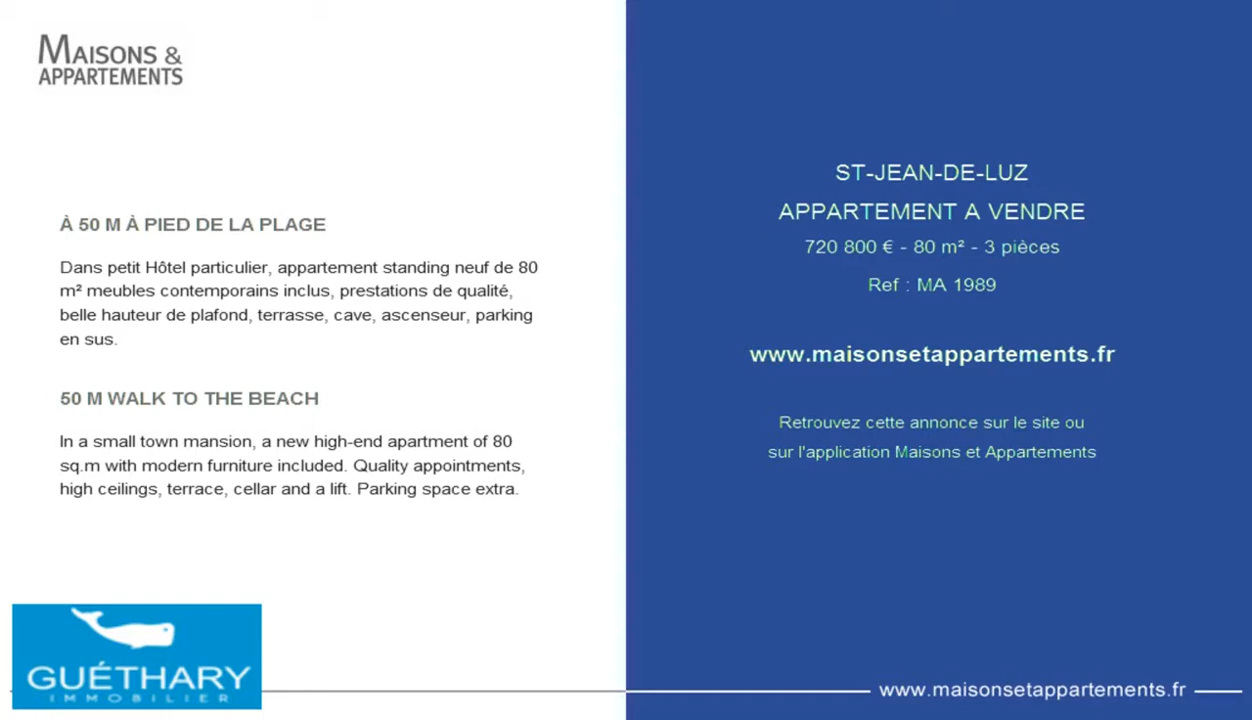 MAISONS &
APPARTEMENTS
À 50 M À PIED DE LA PLAGE
Dans petit Hôtel particulier, appartement standing neuf de 80
m² meubles contemporains inclus, prestations de qualité,
belle hauteur de plafond, terrasse, cave, ascenseur, parking
en sus.
50 M WALK TO THE BEACH
In a small town mansion, a new high-end apartment of 80
sq.m with modern furniture included. Quality appointments,
high ceilings, terrace, cellar and a lift. Parking space extra.
GUÉTHARY
IMMOBILIER
ST-JEAN-DE-LUZ
APPARTEMENT A VENDRE
720 800 € - 80 m² - 3 pièces
Ref : MA 1989
www.maisonsetappartements.fr
Retrouvez cette annonce sur le site ou
sur l'application Maisons et Appartements
www.maisonsetappartements.fr